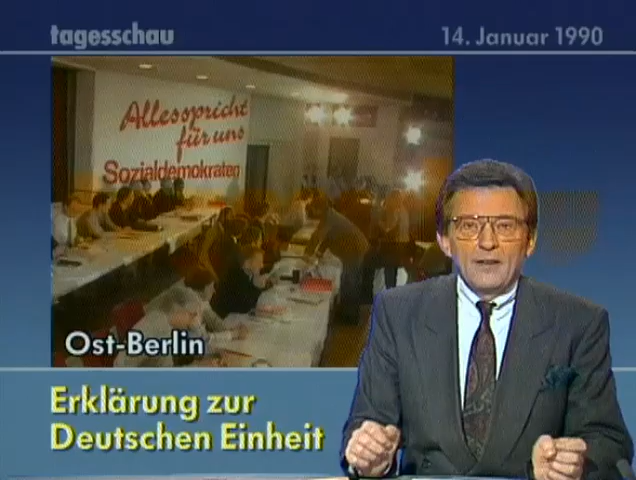 tagesschau
14. Januar 1990
Alles spricht
für uns
Sozialdemokraten
Ost-Berlin
Erklärung zur
Deutschen Einheit